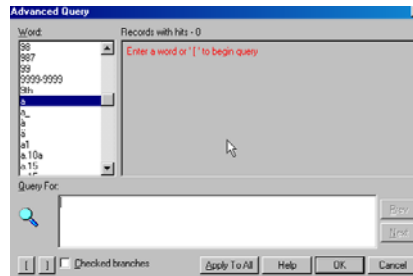 Advanced Query
Word:
Records with hits - 0
98
987
99
9999-9999
9th
a
a_
à
ä
a1
a.10a
a.15
Enter a word or '[' to begin query
Query For:
Prev
Next
[ ]
Checked branches
Apply To All
Help
OK
Cancel